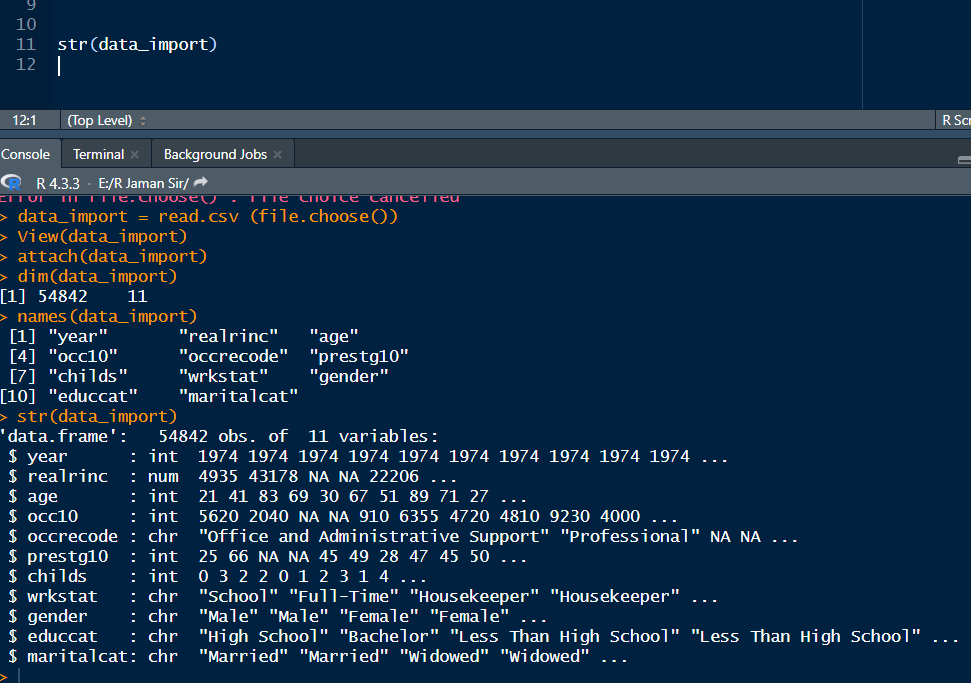 9
10
11 str(data_import)
12
12:1 (Top Level) R Scr
Console Terminal Background Jobs
R 4.3.3 · E:/R Jaman Sir/
Error in file.choose() : file choice cancelled
> data_import = read.csv (file.choose())
> View(data_import)
> attach(data_import)
> dim(data_import)
[1] 54842    11
> names(data_import)
 [1] "year"        "realrinc"    "age"
 [4] "occ10"       "occrecode"   "prestg10"
 [7] "childs"      "wrkstat"     "gender"
[10] "educcat"     "maritalcat"
> str(data_import)
'data.frame':   54842 obs. of  11 variables:
 $ year      : int  1974 1974 1974 1974 1974 1974 1974 1974 1974 1974 ...
 $ realrinc  : num  4935 43178 NA NA 22206 ...
 $ age       : int  21 41 83 69 30 67 51 89 71 27 ...
 $ occ10     : int  5620 2040 NA NA 910 6355 4720 4810 9230 4000 ...
 $ occrecode : chr  "Office and Administrative Support" "Professional" NA NA ...
 $ prestg10  : int  25 66 NA NA 45 49 28 47 45 50 ...
 $ childs    : int  0 3 2 2 0 1 2 3 1 4 ...
 $ wrkstat   : chr  "School" "Full-Time" "Housekeeper" "Housekeeper" ...
 $ gender    : chr  "Male" "Male" "Female" "Female" ...
 $ educcat   : chr  "High School" "Bachelor" "Less Than High School" "Less Than High School" ...
 $ maritalcat: chr  "Married" "Married" "Widowed" "Widowed" ...
>